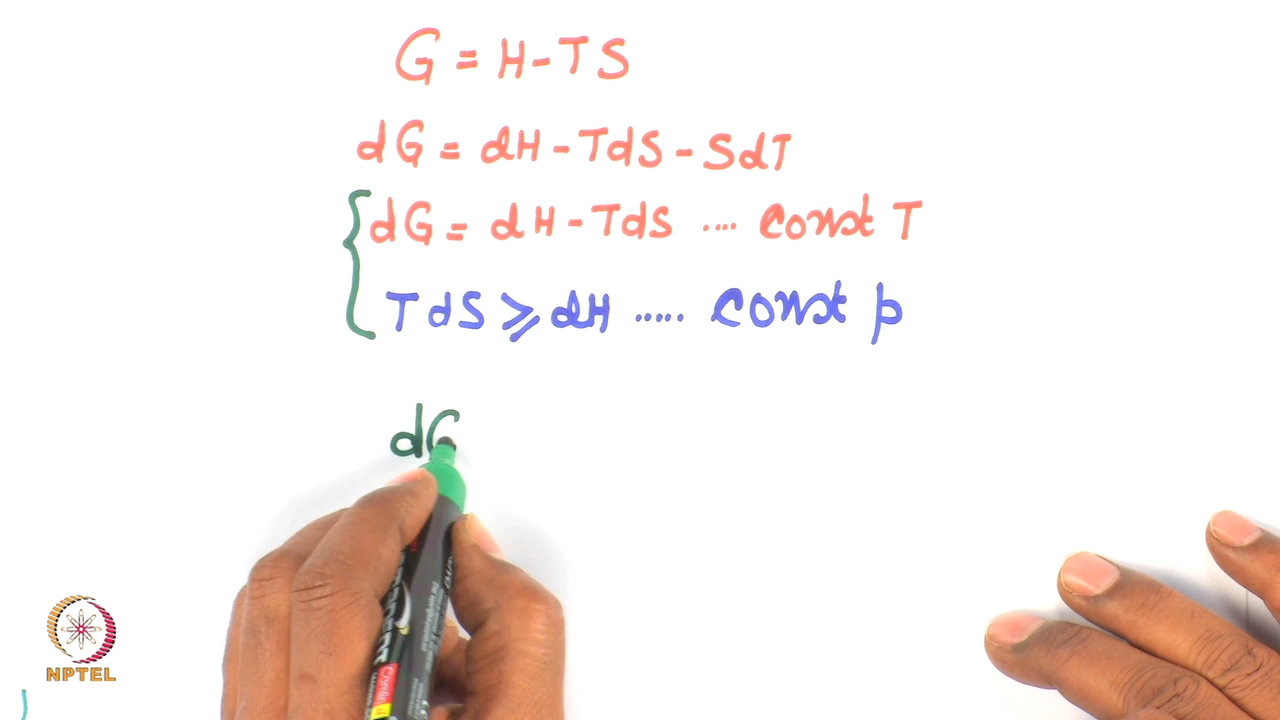 G = H - TS
dG = dH - TdS - SdT
dG = dH - TdS .... const T
TdS ⩾ dH ..... const p
dG
NPTEL